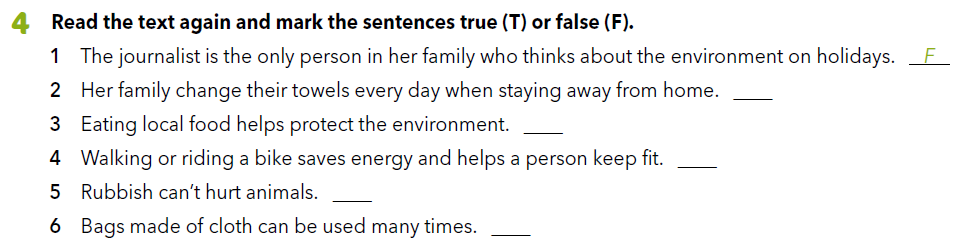 4 Read the text again and mark the sentences true (T) or false (F).
1 The journalist is the only person in her family who thinks about the environment on holidays. F
2 Her family change their towels every day when staying away from home. ____
3 Eating local food helps protect the environment. ____
4 Walking or riding a bike saves energy and helps a person keep fit. ____
5 Rubbish can't hurt animals. ____
6 Bags made of cloth can be used many times. ____